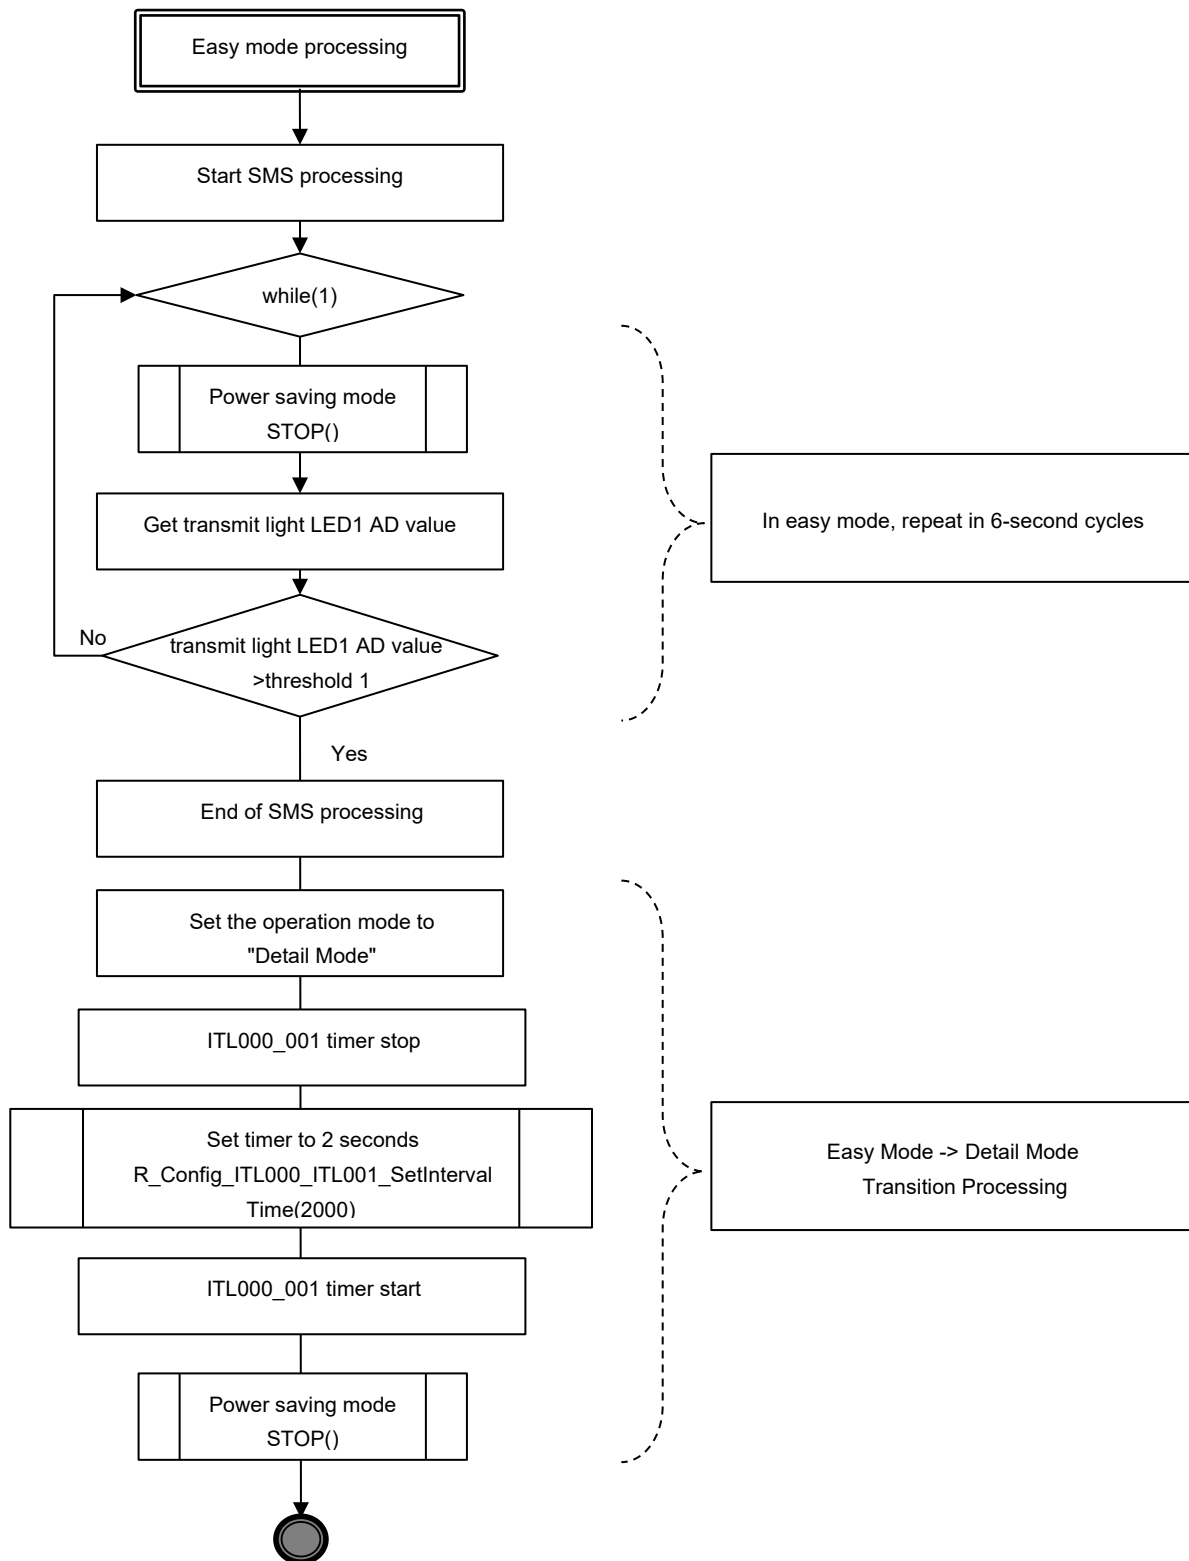 Easy mode processing
Start SMS processing
while(1)
Power saving mode
STOP()
Get transmit light LED1 AD value
In easy mode, repeat in 6-second cycles
No
transmit light LED1 AD value
>threshold 1
Yes
End of SMS processing
Set the operation mode to
"Detail Mode"
ITL000_001 timer stop
Set timer to 2 seconds
R_Config_ITL000_ITL001_SetInterval
Time(2000)
Easy Mode -> Detail Mode
Transition Processing
ITL000_001 timer start
Power saving mode
STOP()